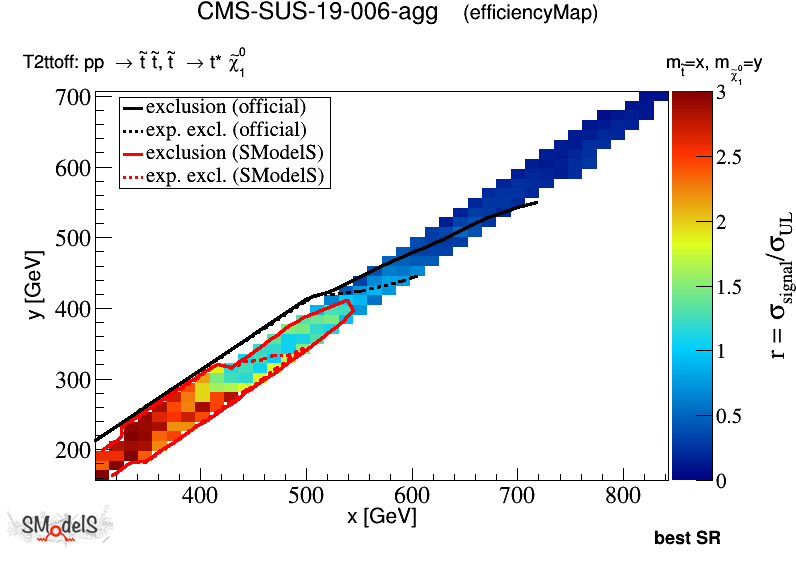 CMS-SUS-19-006-agg (efficiencyMap)
T2ttoff: pp → t̃ t̃, t̃ → t* χ̃₁⁰
m_t̃=x, m_χ̃₁⁰=y
exclusion (official)
exp. excl. (official)
exclusion (SModelS)
exp. excl. (SModelS)
700
600
500
400
300
200
y [GeV]
400 500 600 700 800
x [GeV]
3
2.5
2
1.5
1
0.5
0
r = σ_signal/σ_UL
SModelS
best SR